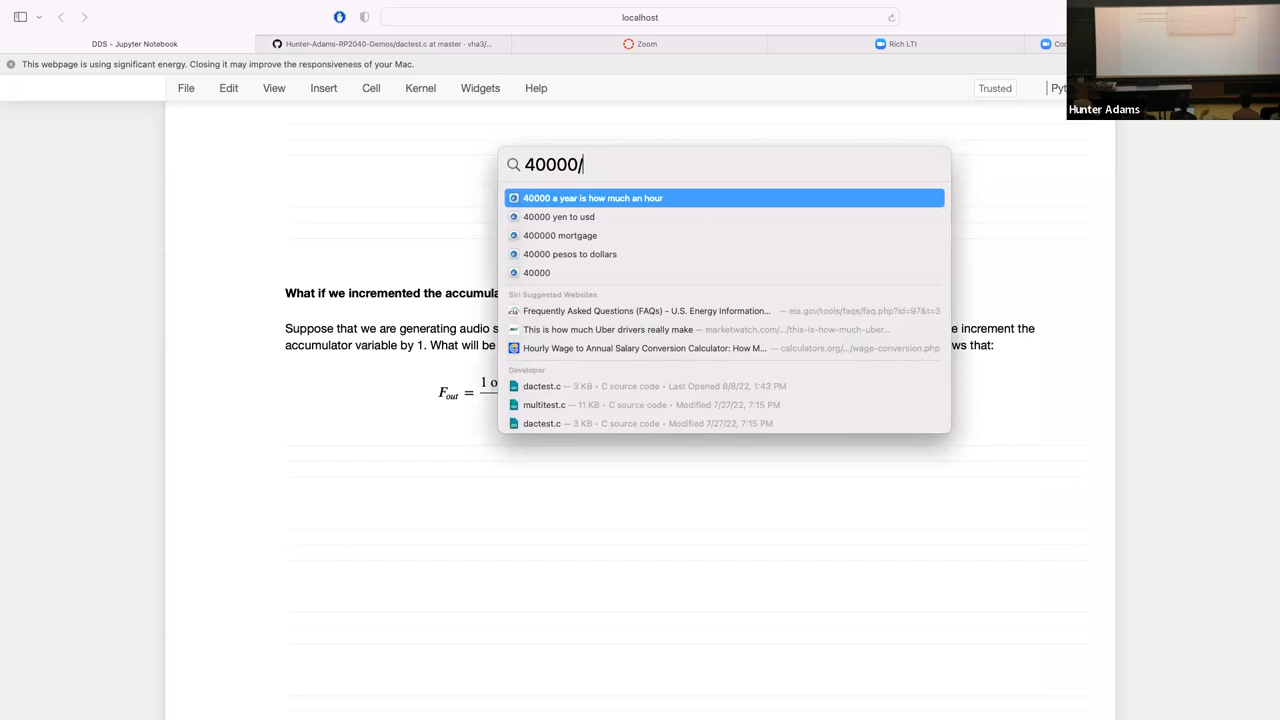 localhost
DDS - Jupyter Notebook
Hunter-Adams-RP2040-Demos/dactest.c at master · vha3/...
Zoom
Rich LTI
This webpage is using significant energy. Closing it may improve the responsiveness of your Mac.
File Edit View Insert Cell Kernel Widgets Help
Trusted
Hunter Adams
40000/
40000 a year is how much an hour
40000 yen to usd
400000 mortgage
40000 pesos to dollars
40000
Siri Suggested Websites
Frequently Asked Questions (FAQs) - U.S. Energy Information... — eia.gov/tools/faqs/faq.php?id=97&t=3
This is how much Uber drivers really make — marketwatch.com/.../this-is-how-much-uber...
Hourly Wage to Annual Salary Conversion Calculator: How M... — calculators.org/.../wage-conversion.php
Developer
dactest.c — 3 KB • C source code • Last Opened 8/8/22, 1:43 PM
multitest.c — 11 KB • C source code • Modified 7/27/22, 7:15 PM
dactest.c — 3 KB • C source code • Modified 7/27/22, 7:15 PM
What if we incremented the accumula
Suppose that we are generating audio s e increment the
accumulator variable by 1. What will be ws that:
F_out = 1 o